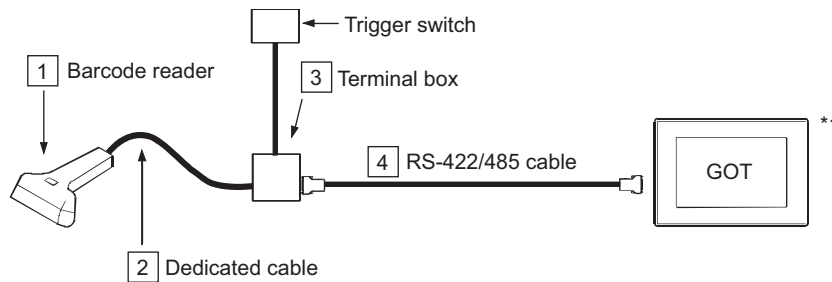 Trigger switch
1 Barcode reader
3 Terminal box
4 RS-422/485 cable
GOT
2 Dedicated cable